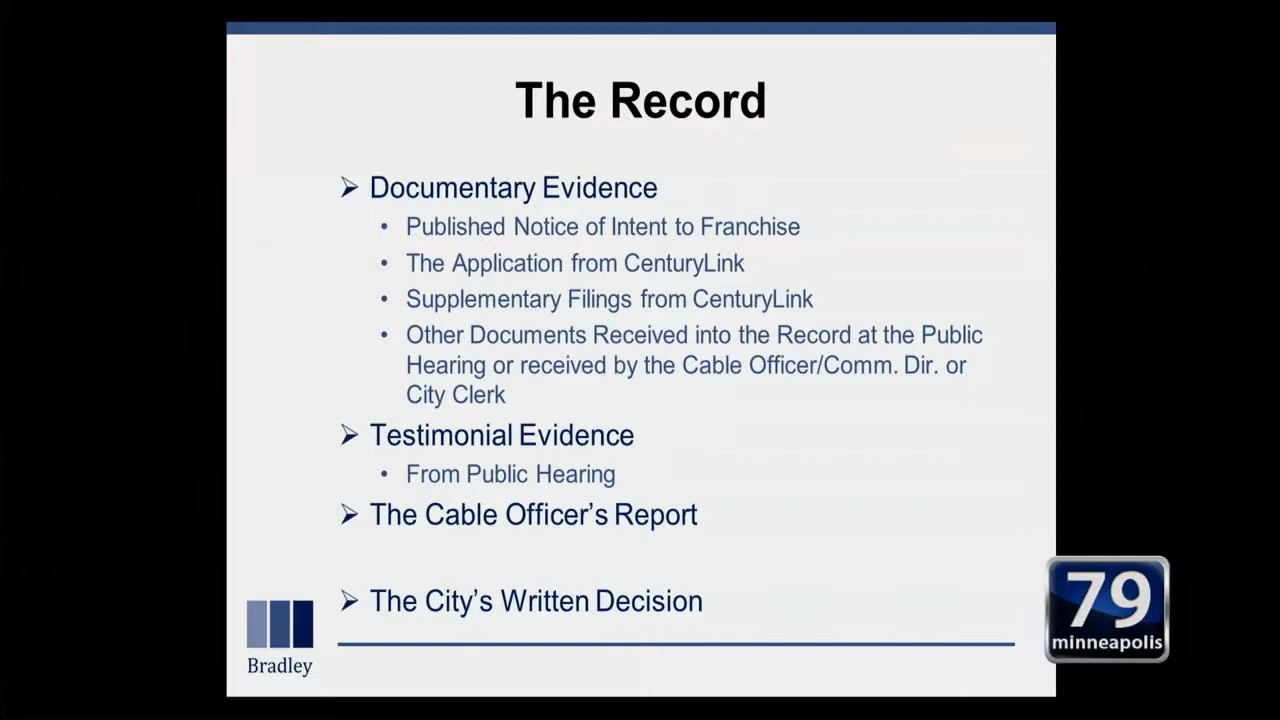 The Record
➢ Documentary Evidence
• Published Notice of Intent to Franchise
• The Application from CenturyLink
• Supplementary Filings from CenturyLink
• Other Documents Received into the Record at the Public
Hearing or received by the Cable Officer/Comm. Dir. or
City Clerk
➢ Testimonial Evidence
• From Public Hearing
➢ The Cable Officer’s Report
➢ The City’s Written Decision
Bradley
79
minneapolis